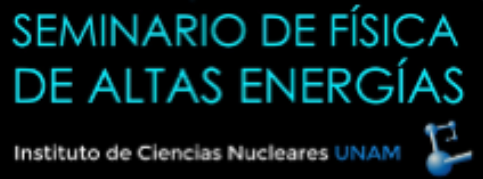 SEMINARIO DE FÍSICA
DE ALTAS ENERGÍAS
Instituto de Ciencias Nucleares UNAM